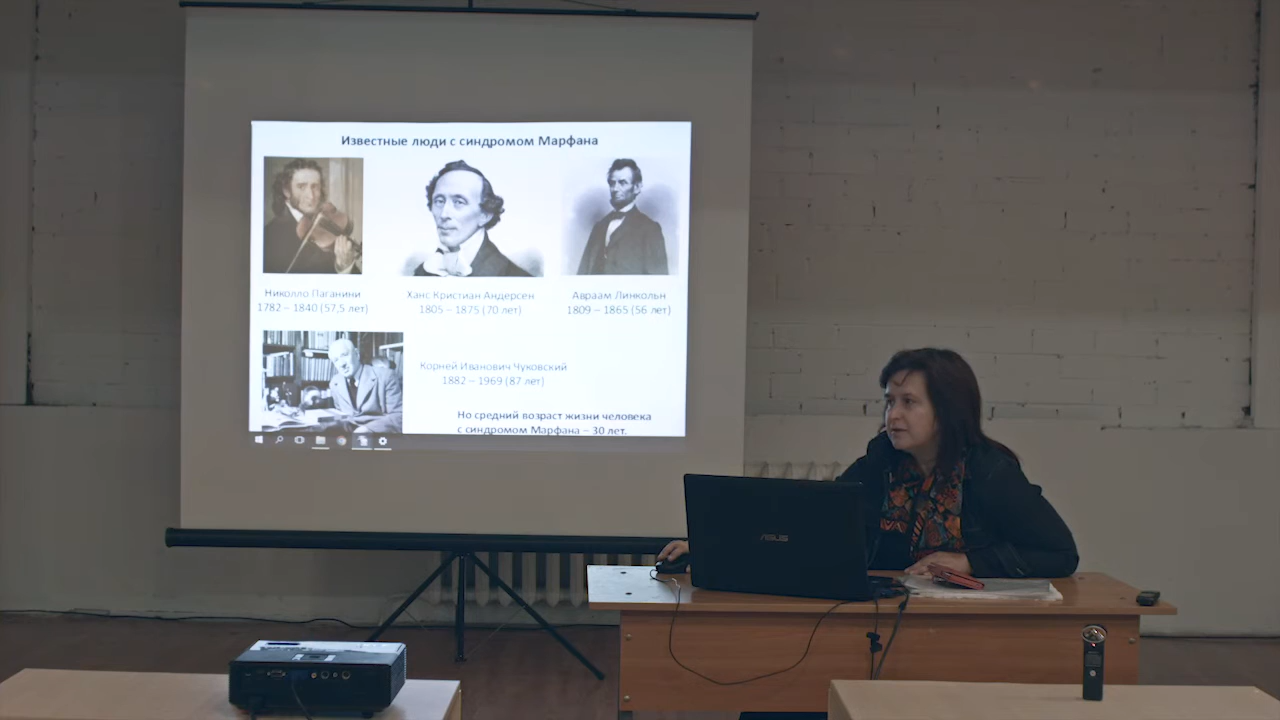 Известные люди с синдромом Марфана
Николло Паганини
1782 – 1840 (57,5 лет)
Ханс Кристиан Андерсен
1805 – 1875 (70 лет)
Авраам Линкольн
1809 – 1865 (56 лет)
Корней Иванович Чуковский
1882 – 1969 (87 лет)
Но средний возраст жизни человека
с синдромом Марфана – 30 лет.
ASUS